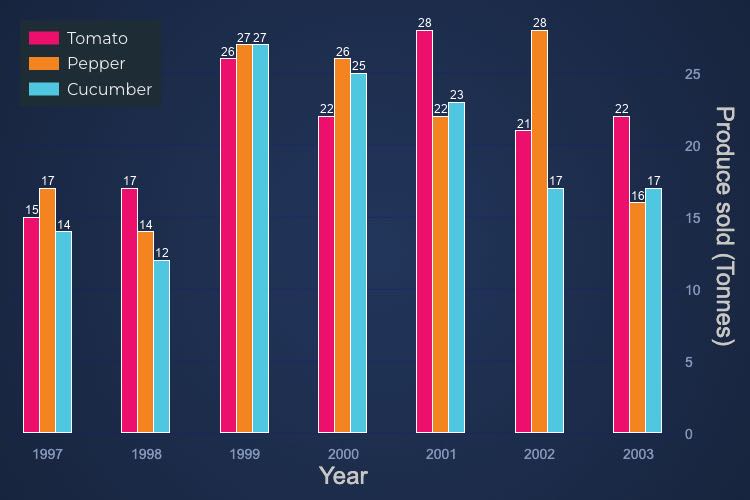 Tomato
Pepper
Cucumber
15 17 14
17 14 12
26 27 27
22 26 25
28 22 23
21 28 17
22 16 17
25
20
15
10
5
0
Produce sold (Tonnes)
1997 1998 1999 2000 2001 2002 2003
Year